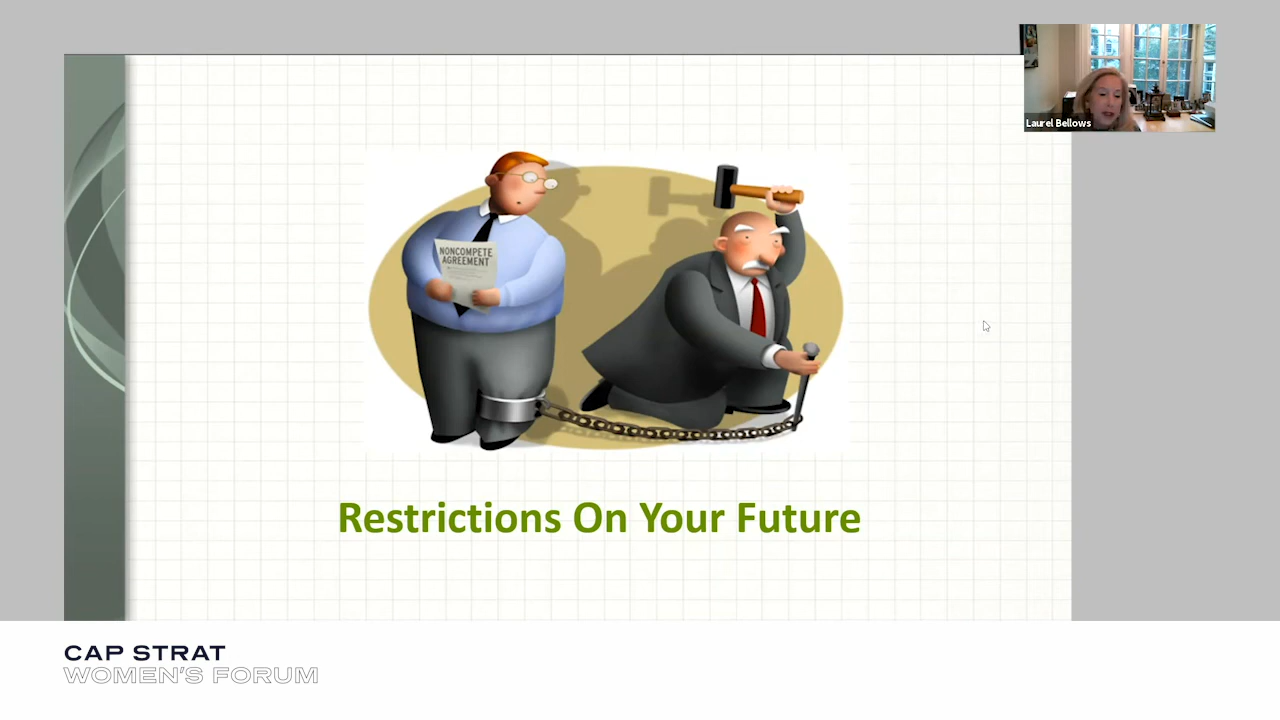 Laurel Bellows
NONCOMPETE
AGREEMENT
Restrictions On Your Future
CAP STRAT
WOMEN'S FORUM